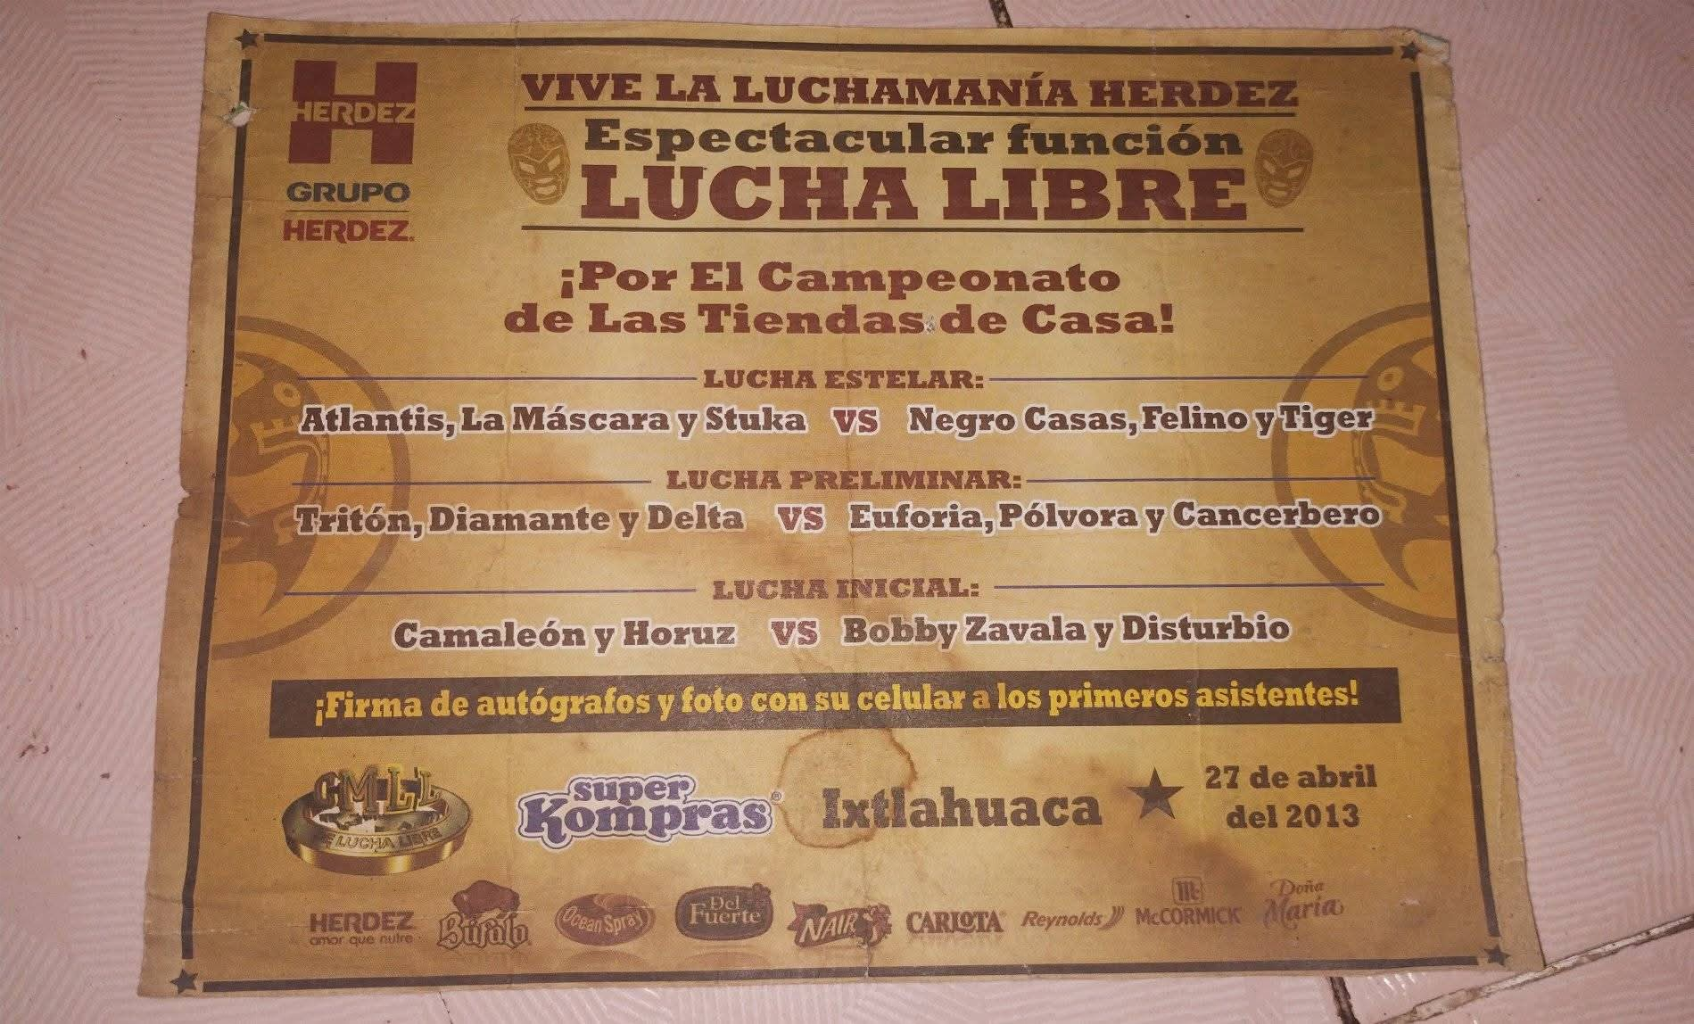 HERDEZ
GRUPO
HERDEZ.
VIVE LA LUCHAMANÍA HERDEZ
Espectacular función
LUCHA LIBRE
¡Por El Campeonato
de Las Tiendas de Casa!
LUCHA ESTELAR:
Atlantis, La Máscara y Stuka VS Negro Casas, Felino y Tiger
LUCHA PRELIMINAR:
Tritón, Diamante y Delta VS Euforia, Pólvora y Cancerbero
LUCHA INICIAL:
Camaleón y Horuz VS Bobby Zavala y Disturbio
¡Firma de autógrafos y foto con su celular a los primeros asistentes!
CMLL
LUCHA LIBRE
super
Kompras®
Ixtlahuaca
27 de abril
del 2013
HERDEZ
amor que nutre
Búfalo
Ocean Spray
Del
Fuerte
NAIR
CARLOTA
Reynolds
McCORMICK
Doña
María